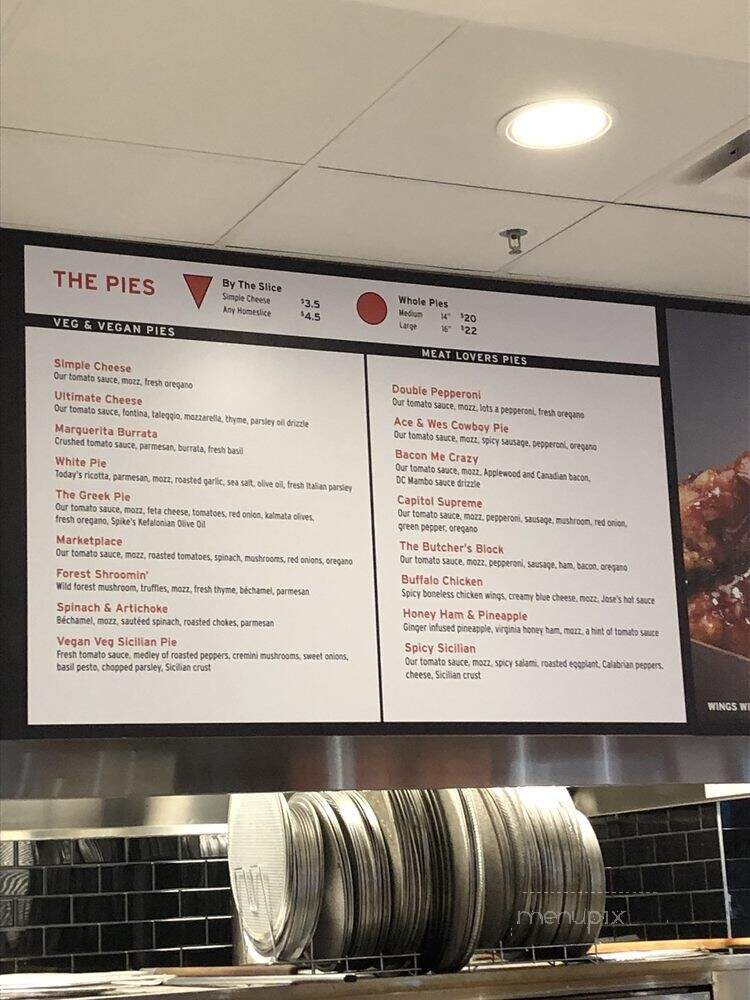 THE PIES
By The Slice
Simple Cheese $3.5
Any Homeslice $4.5
Whole Pies
Medium 14" $20
Large 16" $22
VEG & VEGAN PIES
Simple Cheese
Our tomato sauce, mozz, fresh oregano
Ultimate Cheese
Our tomato sauce, fontina, taleggio, mozzarella, thyme, parsley oil drizzle
Marguerita Burrata
Crushed tomato sauce, parmesan, burrata, fresh basil
White Pie
Today's ricotta, parmesan, mozz, roasted garlic, sea salt, olive oil, fresh Italian parsley
The Greek Pie
Our tomato sauce, mozz, feta cheese, tomatoes, red onion, kalmata olives,
fresh oregano, Spike's Kefalonian Olive Oil
Marketplace
Our tomato sauce, mozz, roasted tomatoes, spinach, mushrooms, red onions, oregano
Forest Shroomin'
Wild forest mushroom, truffles, mozz, fresh thyme, béchamel, parmesan
Spinach & Artichoke
Béchamel, mozz, sautéed spinach, roasted chokes, parmesan
Vegan Veg Sicilian Pie
Fresh tomato sauce, medley of roasted peppers, cremini mushrooms, sweet onions,
basil pesto, chopped parsley, Sicilian crust
MEAT LOVERS PIES
Double Pepperoni
Our tomato sauce, mozz, lots a pepperoni, fresh oregano
Ace & Wes Cowboy Pie
Our tomato sauce, mozz, spicy sausage, pepperoni, oregano
Bacon Me Crazy
Our tomato sauce, mozz, Applewood and Canadian bacon,
DC Mambo sauce drizzle
Capitol Supreme
Our tomato sauce, mozz, pepperoni, sausage, mushroom, red onion,
green pepper, oregano
The Butcher's Block
Our tomato sauce, mozz, pepperoni, sausage, ham, bacon, oregano
Buffalo Chicken
Spicy boneless chicken wings, creamy blue cheese, mozz, Jose's hot sauce
Honey Ham & Pineapple
Ginger infused pineapple, virginia honey ham, mozz, a hint of tomato sauce
Spicy Sicilian
Our tomato sauce, mozz, spicy salami, roasted eggplant, Calabrian peppers,
cheese, Sicilian crust
WINGS WI
menupix